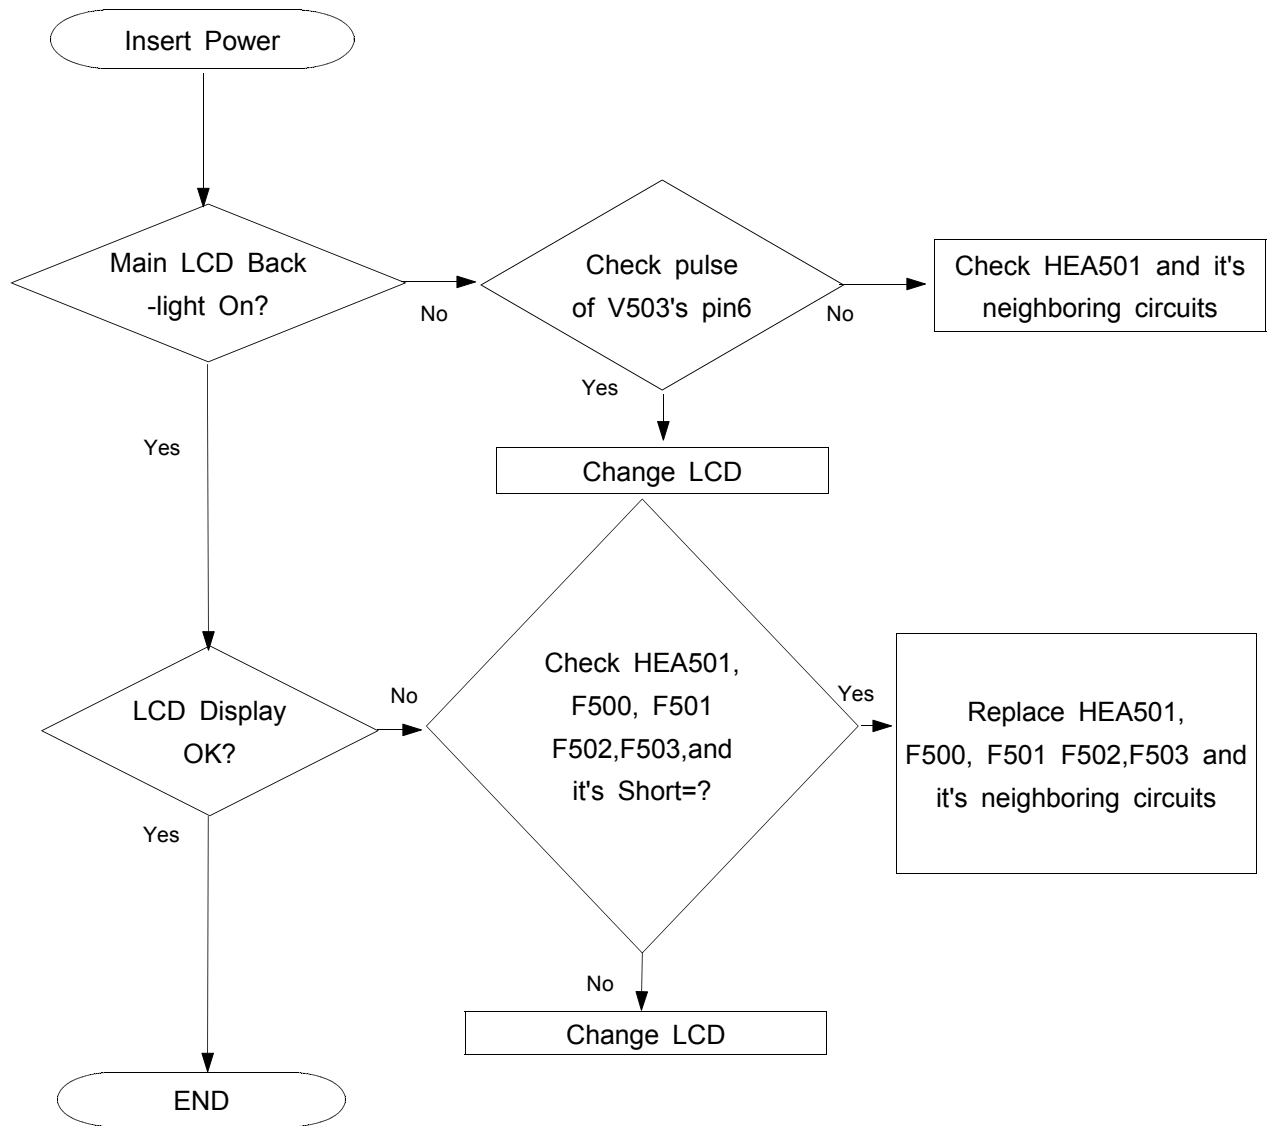 Insert Power
Main LCD Back
-light On?
No
Check pulse
of V503's pin6
No
Check HEA501 and it's
neighboring circuits
Yes
Change LCD
Yes
LCD Display
OK?
No
Check HEA501,
F500, F501
F502,F503,and
it's Short=?
Yes
Replace HEA501,
F500, F501 F502,F503 and
it's neighboring circuits
No
Change LCD
Yes
END